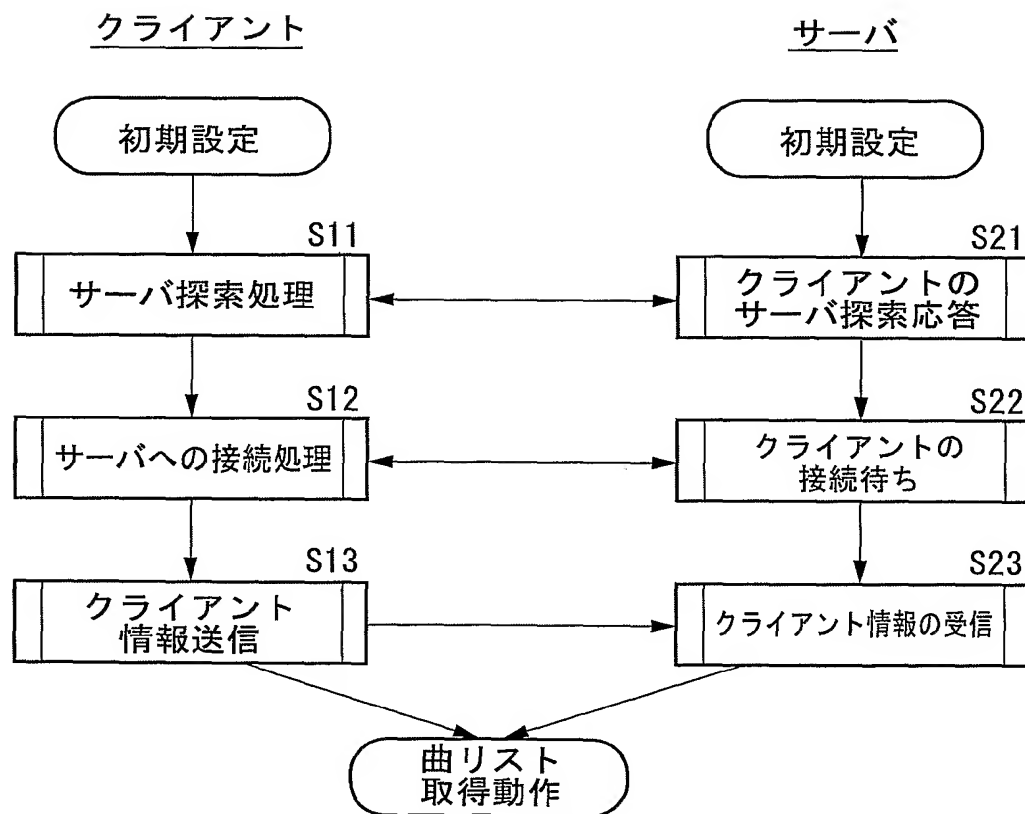 クライアント
サーバ
初期設定
初期設定
S11
サーバ探索処理
S21
クライアントの
サーバ探索応答
S12
サーバへの接続処理
S22
クライアントの
接続待ち
S13
クライアント
情報送信
S23
クライアント情報の受信
曲リスト
取得動作